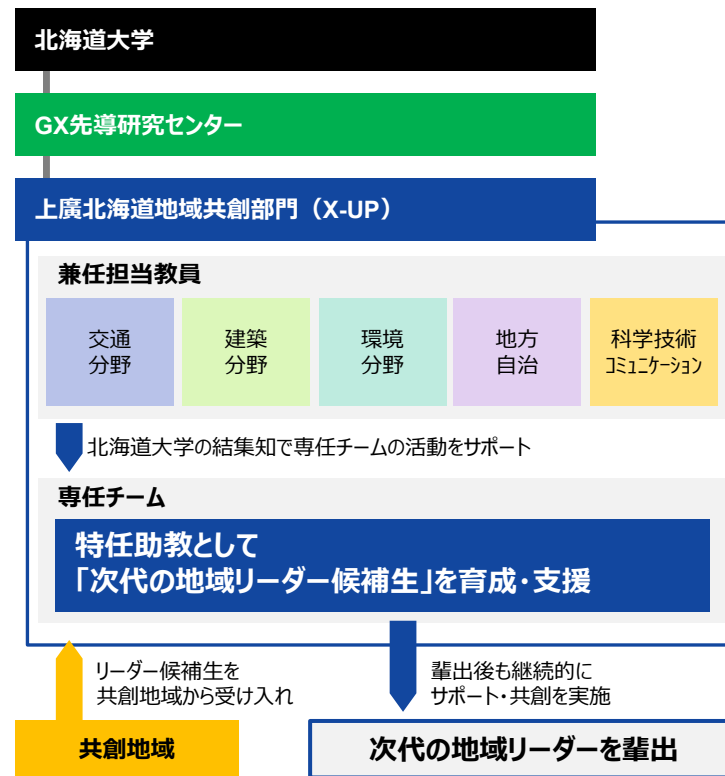 北海道大学
GX先導研究センター
上廣北海道地域共創部門（X-UP）
兼任担当教員
交通
分野
建築
分野
環境
分野
地方
自治
科学技術
コミュニケーション
北海道大学の結集知で専任チームの活動をサポート
専任チーム
特任助教として
「次代の地域リーダー候補生」を育成・支援
リーダー候補生を
共創地域から受け入れ
輩出後も継続的に
サポート・共創を実施
共創地域
次代の地域リーダーを輩出